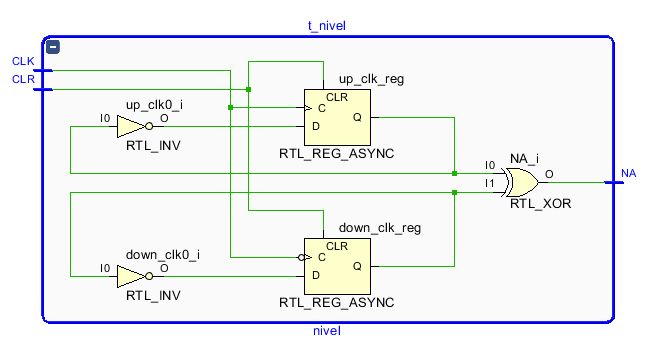 t_nivel
CLK
CLR
up_clk_reg
up_clk0_i
CLR
I0
O
C
Q
D
RTL_INV
RTL_REG_ASYNC
NA_i
I0
I1
O
NA
RTL_XOR
down_clk_reg
down_clk0_i
CLR
I0
O
C
Q
D
RTL_INV
RTL_REG_ASYNC
nivel